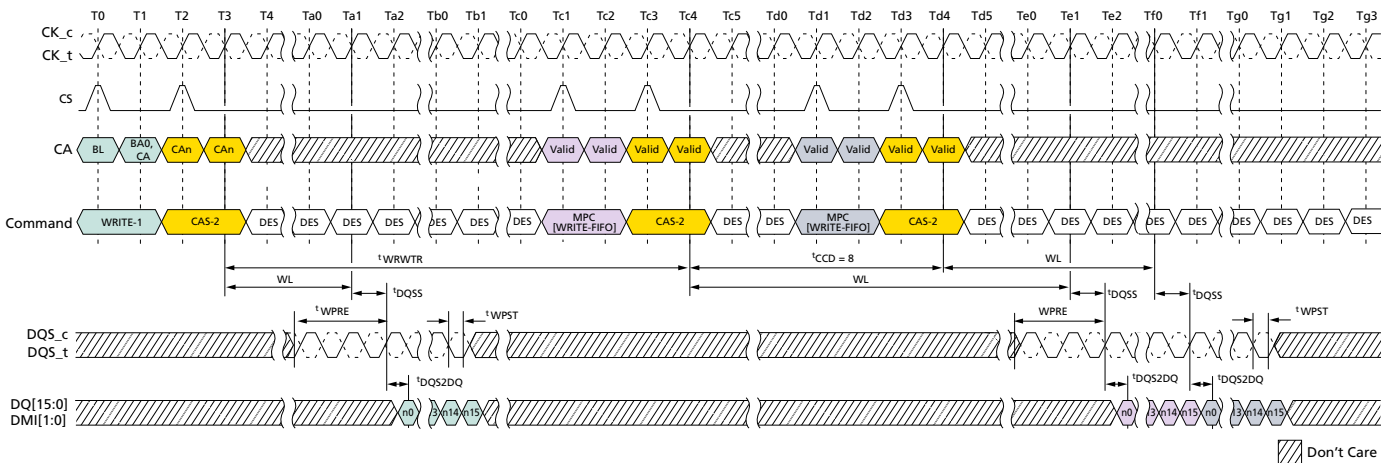 T0 T1 T2 T3 T4 Ta0 Ta1 Ta2 Tb0 Tb1 Tc0 Tc1 Tc2 Tc3 Tc4 Tc5 Td0 Td1 Td2 Td3 Td4 Td5 Te0 Te1 Te2 Tf0 Tf1 Tg0 Tg1 Tg2 Tg3
CK_c
CK_t
CS
CA BL BA0, CA CAn CAn Valid Valid Valid Valid Valid Valid Valid Valid
Command WRITE-1 CAS-2 DES DES DES DES DES DES DES MPC [WRITE-FIFO] CAS-2 DES DES MPC [WRITE-FIFO] CAS-2 DES DES DES DES DES DES DES DES DES DES
tWRWTR tCCD = 8 WL
WL WL
tDQSS tDQSS tDQSS
tWPRE tWPST WPRE tWPST
DQS_c
DQS_t
tDQS2DQ tDQS2DQ tDQS2DQ
DQ[15:0]
DMI[1:0]
n0 3 n14 n15 n0 3 n14 n15 n0 3 n14 n15
Don't Care